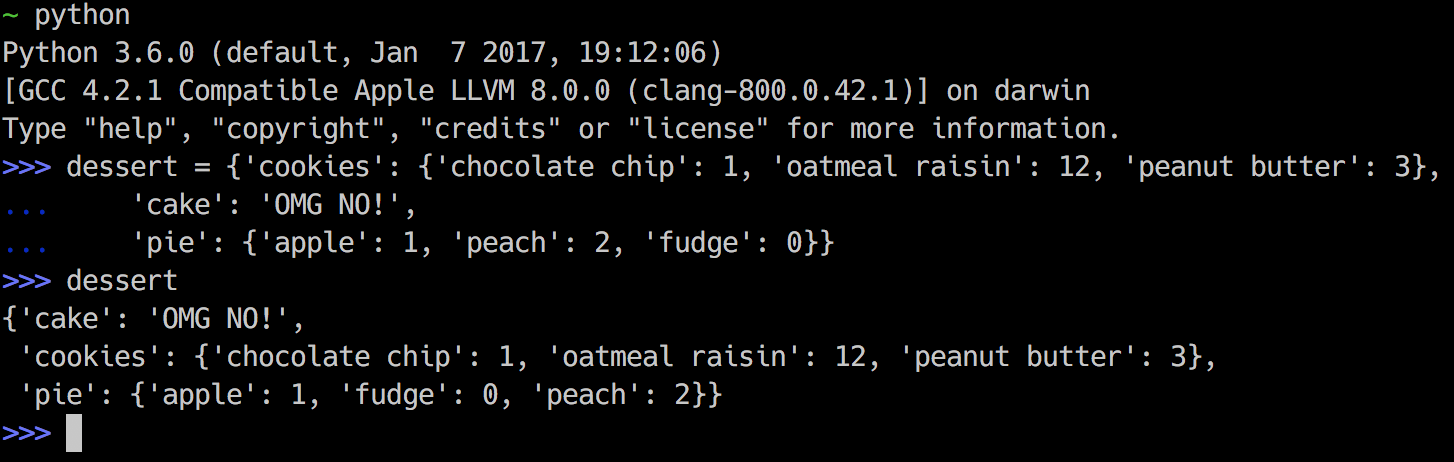 ~ python
Python 3.6.0 (default, Jan  7 2017, 19:12:06)
[GCC 4.2.1 Compatible Apple LLVM 8.0.0 (clang-800.0.42.1)] on darwin
Type "help", "copyright", "credits" or "license" for more information.
>>> dessert = {'cookies': {'chocolate chip': 1, 'oatmeal raisin': 12, 'peanut butter': 3},
...     'cake': 'OMG NO!',
...     'pie': {'apple': 1, 'peach': 2, 'fudge': 0}}
>>> dessert
{'cake': 'OMG NO!',
 'cookies': {'chocolate chip': 1, 'oatmeal raisin': 12, 'peanut butter': 3},
 'pie': {'apple': 1, 'fudge': 0, 'peach': 2}}
>>>